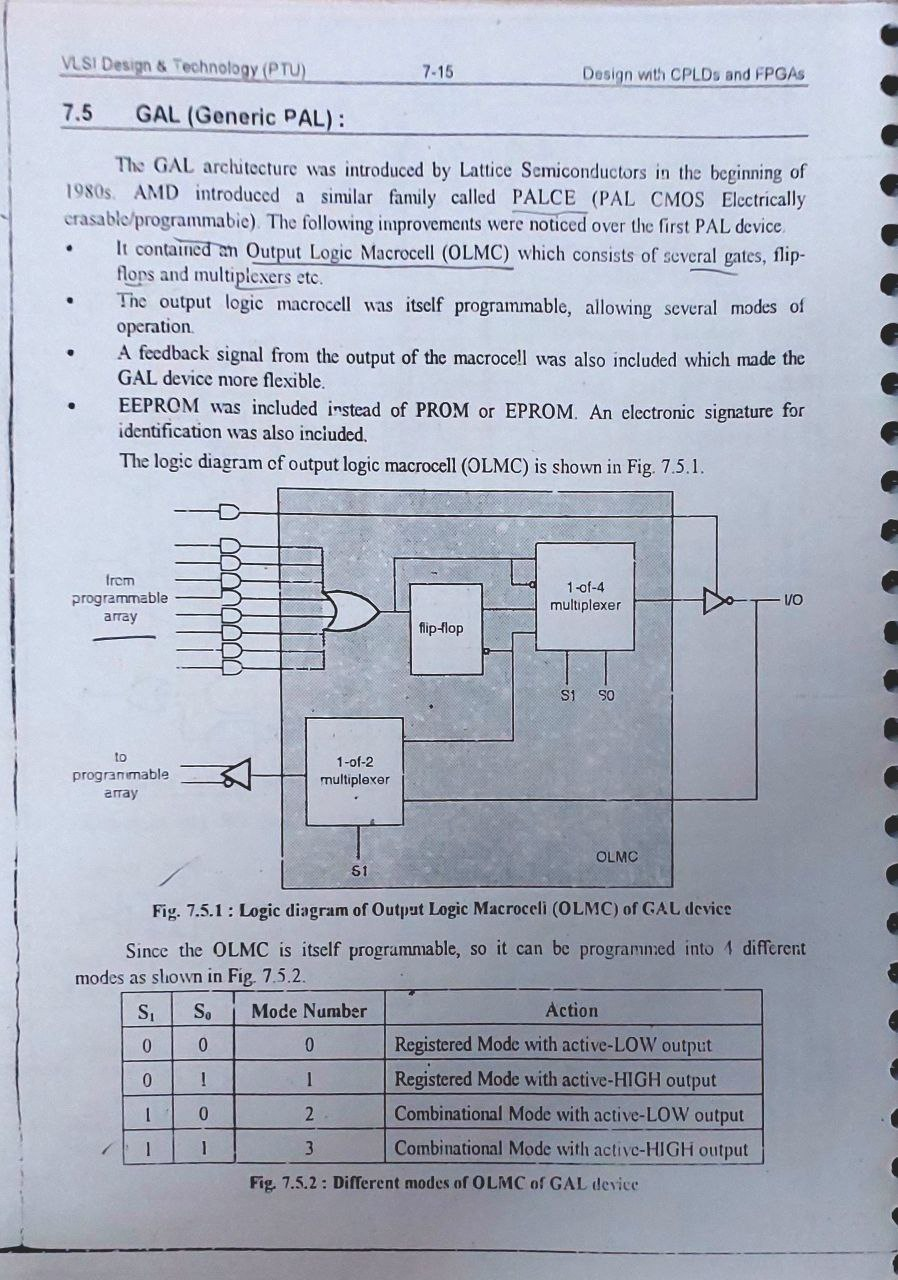 VLSI Design & Technology (PTU) 7-15 Design with CPLDs and FPGAs
7.5 GAL (Generic PAL) :
The GAL architecture was introduced by Lattice Semiconductors in the beginning of
1980s. AMD introduced a similar family called PALCE (PAL CMOS Electrically
erasable/programmable). The following improvements were noticed over the first PAL device.
• It contained an Output Logic Macrocell (OLMC) which consists of several gates, flip-
flops and multiplexers etc.
• The output logic macrocell was itself programmable, allowing several modes of
operation.
• A feedback signal from the output of the macrocell was also included which made the
GAL device more flexible.
• EEPROM was included instead of PROM or EPROM. An electronic signature for
identification was also included.
The logic diagram of output logic macrocell (OLMC) is shown in Fig. 7.5.1.
from
programmable
array
flip-flop
1-of-4
multiplexer
I/O
S1 S0
to
programmable
array
1-of-2
multiplexer
S1
OLMC
Fig. 7.5.1 : Logic diagram of Output Logic Macrocell (OLMC) of GAL device
Since the OLMC is itself programmable, so it can be programmed into 4 different
modes as shown in Fig. 7.5.2.
S₁ S₀ Mode Number Action
0 0 0 Registered Mode with active-LOW output
0 1 1 Registered Mode with active-HIGH output
1 0 2 Combinational Mode with active-LOW output
1 1 3 Combinational Mode with active-HIGH output
Fig. 7.5.2 : Different modes of OLMC of GAL device